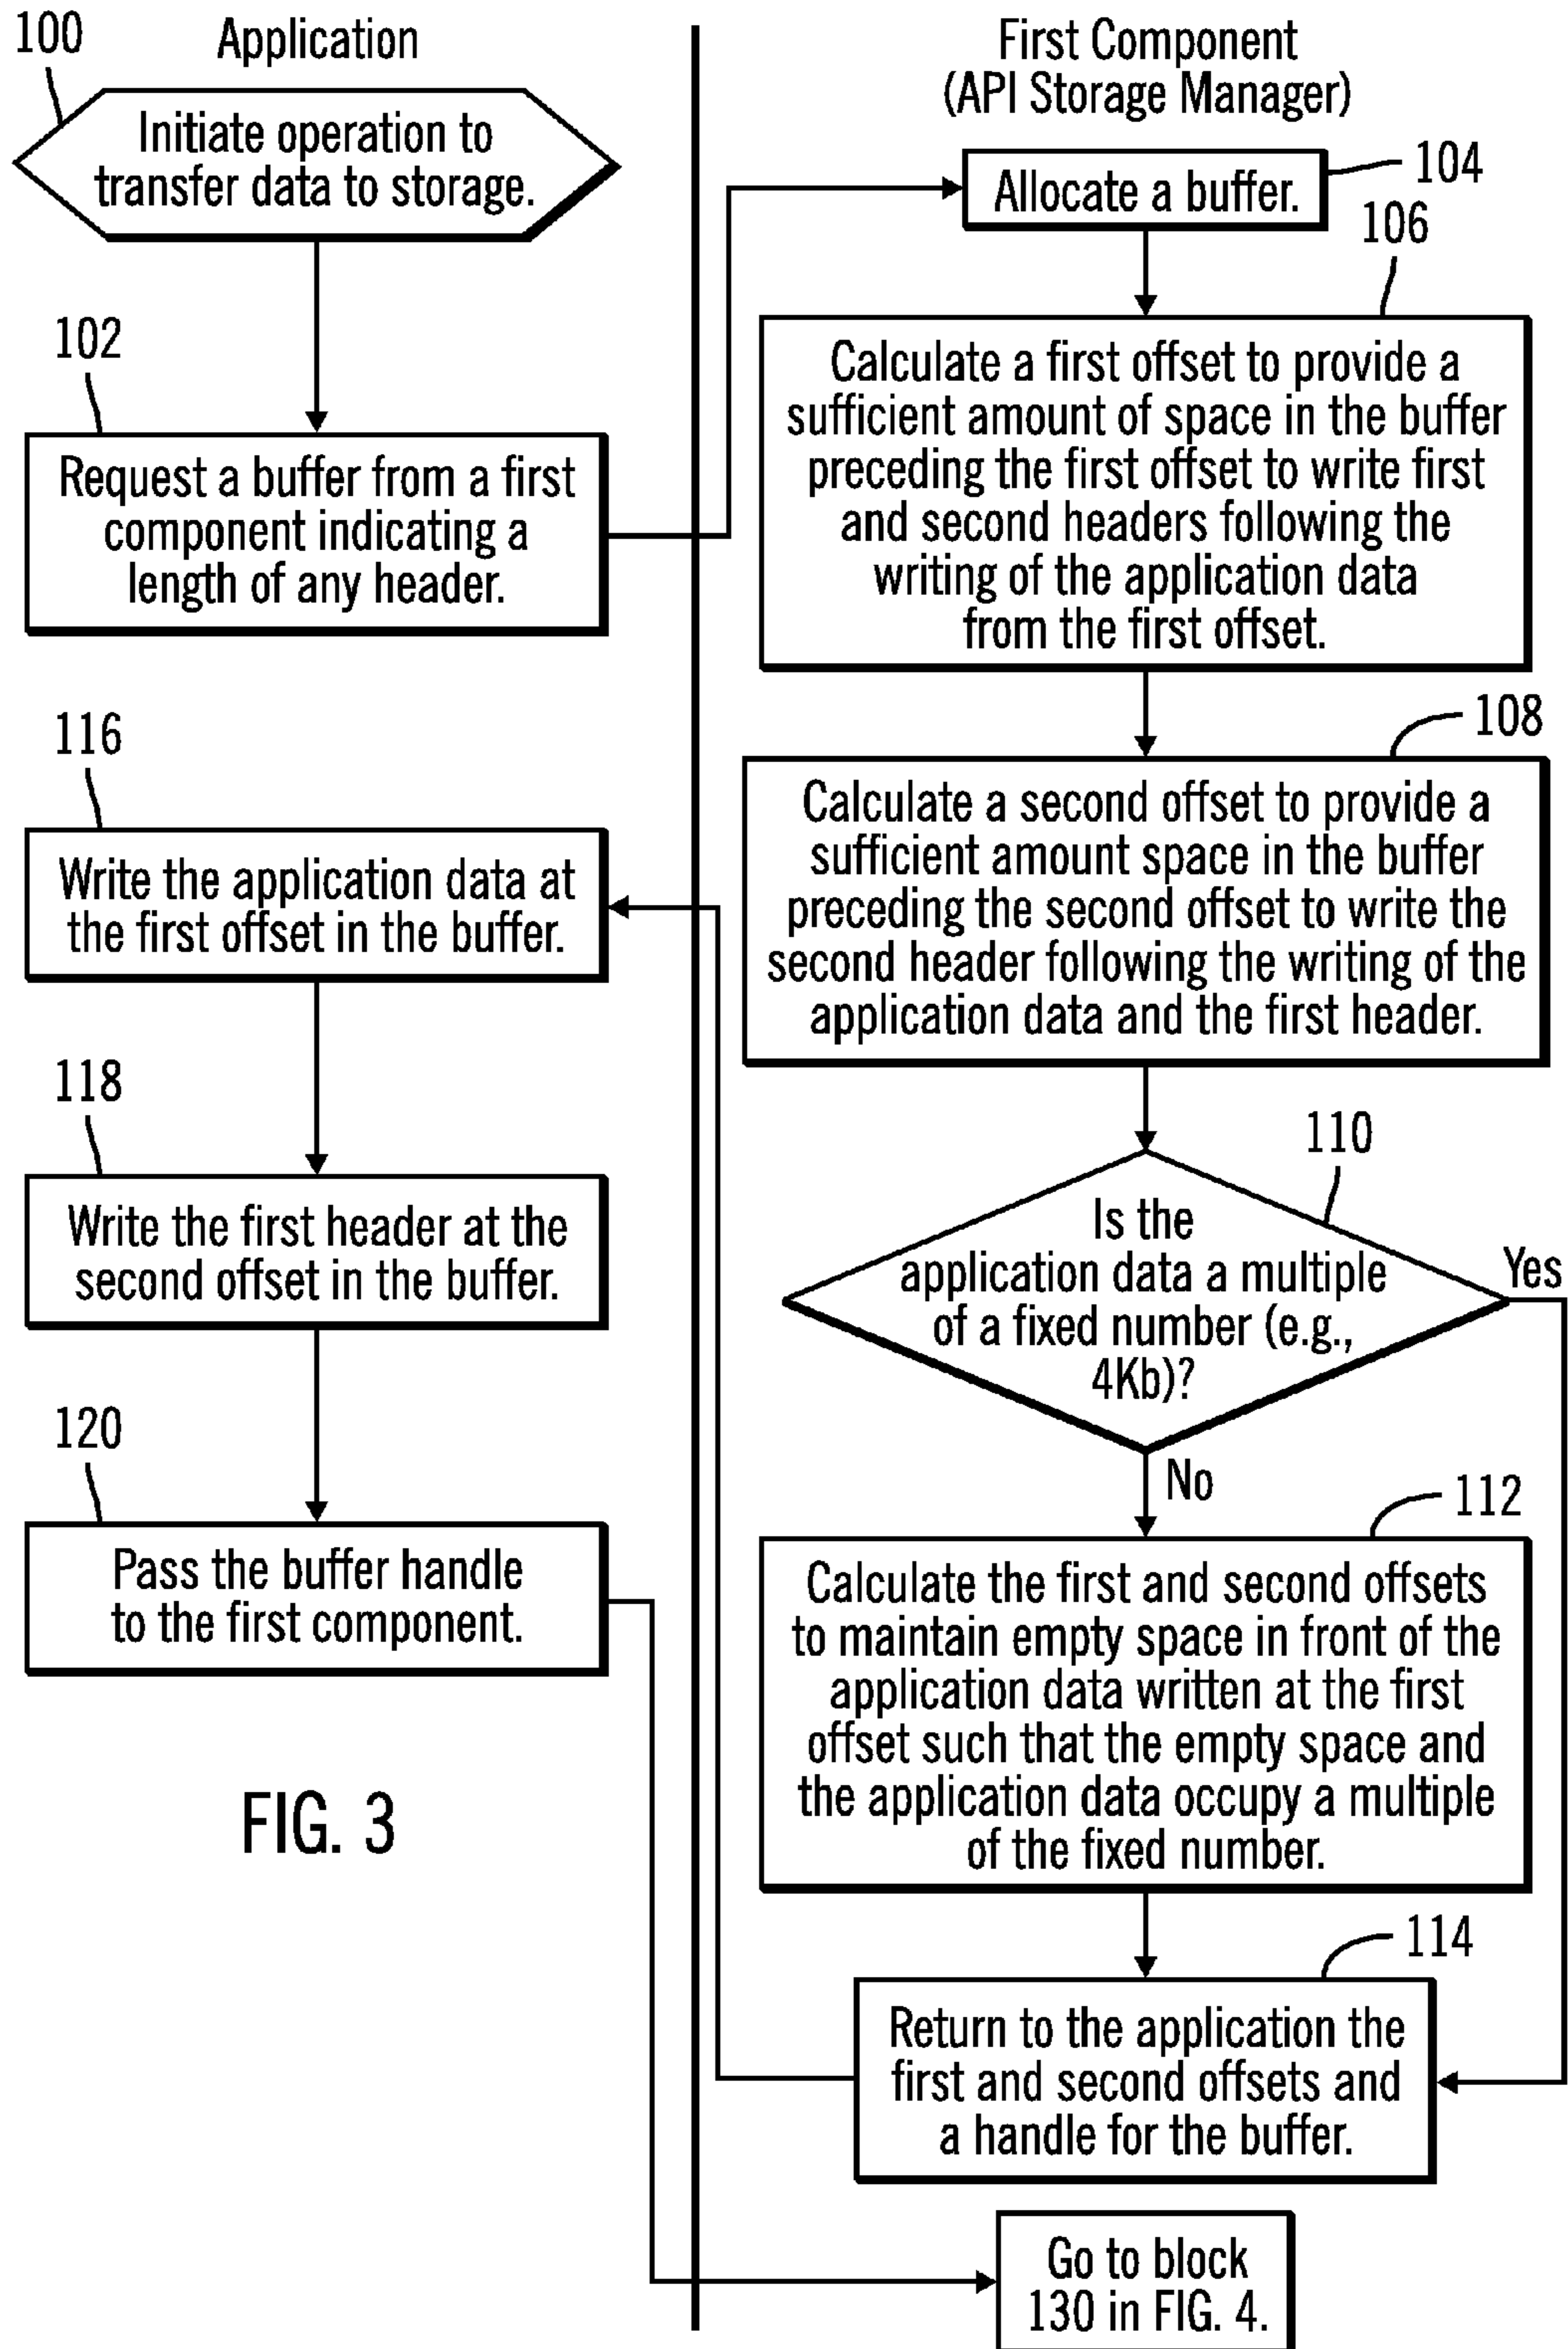 100
Application
Initiate operation to
transfer data to storage.
102
Request a buffer from a first
component indicating a
length of any header.
116
Write the application data at
the first offset in the buffer.
118
Write the first header at the
second offset in the buffer.
120
Pass the buffer handle
to the first component.
FIG. 3
First Component
(API Storage Manager)
104
Allocate a buffer.
106
Calculate a first offset to provide a
sufficient amount of space in the buffer
preceding the first offset to write first
and second headers following the
writing of the application data
from the first offset.
108
Calculate a second offset to provide a
sufficient amount space in the buffer
preceding the second offset to write the
second header following the writing of the
application data and the first header.
110
Is the
application data a multiple
of a fixed number (e.g.,
4Kb)?
Yes
No
112
Calculate the first and second offsets
to maintain empty space in front of the
application data written at the first
offset such that the empty space and
the application data occupy a multiple
of the fixed number.
114
Return to the application the
first and second offsets and
a handle for the buffer.
Go to block
130 in FIG. 4.